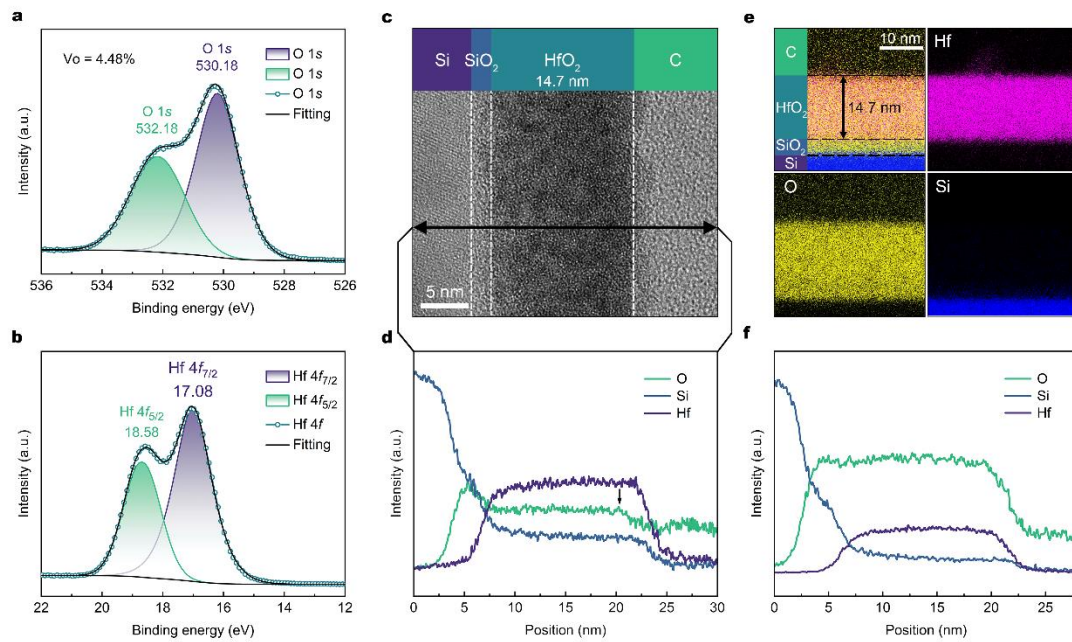 a
Vo = 4.48%
O 1s
530.18
O 1s
532.18
O 1s
O 1s
O 1s
Fitting
Intensity (a.u.)
536 534 532 530 528 526
Binding energy (eV)
b
Hf 4f7/2
17.08
Hf 4f5/2
18.58
Hf 4f7/2
Hf 4f5/2
Hf 4f
Fitting
Intensity (a.u.)
22 20 18 16 14 12
Binding energy (eV)
c
Si SiO2 HfO2 C
14.7 nm
5 nm
d
O
Si
Hf
Intensity (a.u.)
0 5 10 15 20 25 30
Position (nm)
e
C
HfO2
SiO2
Si
10 nm
14.7 nm
Hf
O
Si
f
O
Si
Hf
Intensity (a.u.)
0 5 10 15 20 25
Position (nm)